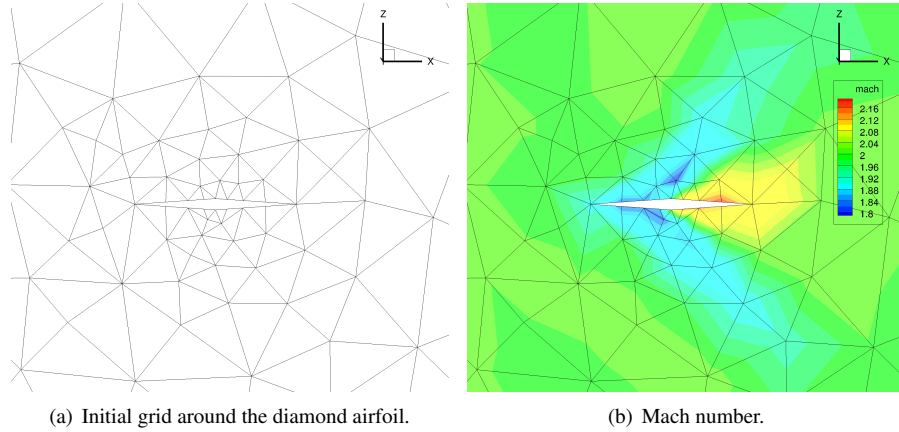 Z
X
Z
X
mach
2.16
2.12
2.08
2.04
2
1.96
1.92
1.88
1.84
1.8
(a) Initial grid around the diamond airfoil.
(b) Mach number.